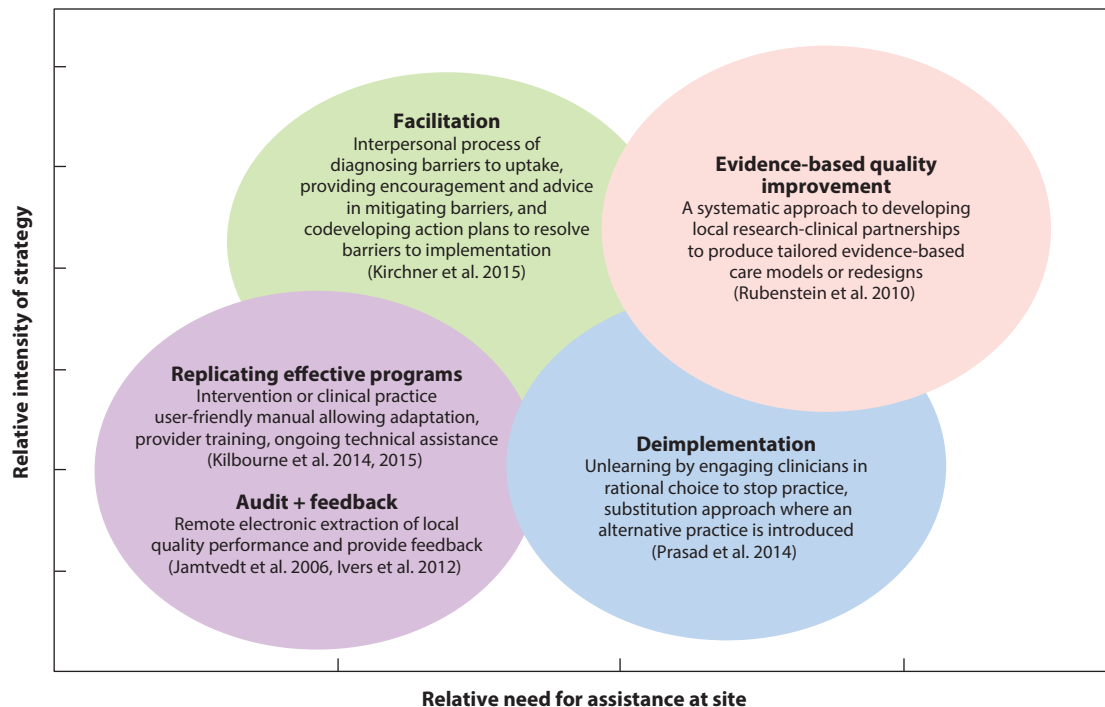 Relative intensity of strategy
Facilitation
Interpersonal process of
diagnosing barriers to uptake,
providing encouragement and advice
in mitigating barriers, and
codeveloping action plans to resolve
barriers to implementation
(Kirchner et al. 2015)
Evidence-based quality
improvement
A systematic approach to developing
local research-clinical partnerships
to produce tailored evidence-based
care models or redesigns
(Rubenstein et al. 2010)
Replicating effective programs
Intervention or clinical practice
user-friendly manual allowing adaptation,
provider training, ongoing technical assistance
(Kilbourne et al. 2014, 2015)
Audit + feedback
Remote electronic extraction of local
quality performance and provide feedback
(Jamtvedt et al. 2006, Ivers et al. 2012)
Deimplementation
Unlearning by engaging clinicians in
rational choice to stop practice,
substitution approach where an
alternative practice is introduced
(Prasad et al. 2014)
Relative need for assistance at site